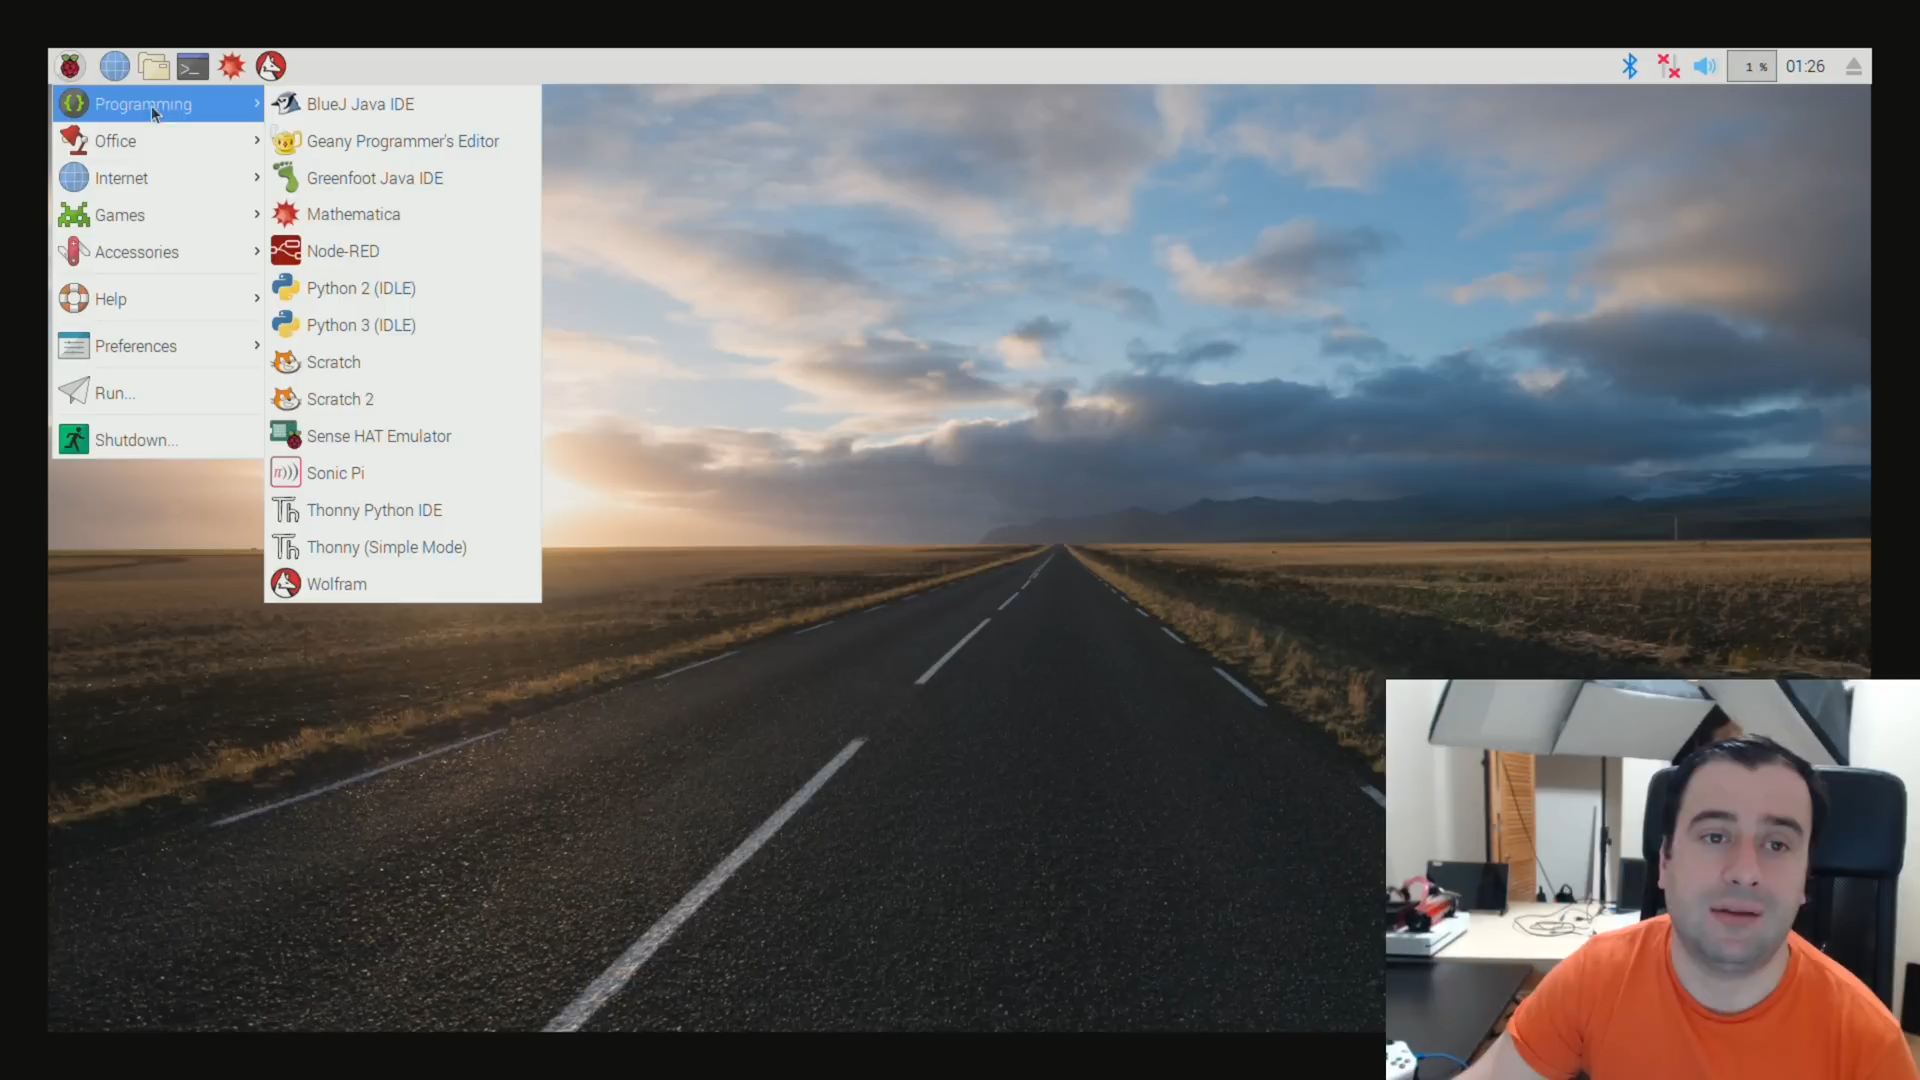 1 %
01:26
Programming
Office
Internet
Games
Accessories
Help
Preferences
Run...
Shutdown...
BlueJ Java IDE
Geany Programmer's Editor
Greenfoot Java IDE
Mathematica
Node-RED
Python 2 (IDLE)
Python 3 (IDLE)
Scratch
Scratch 2
Sense HAT Emulator
Sonic Pi
Thonny Python IDE
Thonny (Simple Mode)
Wolfram